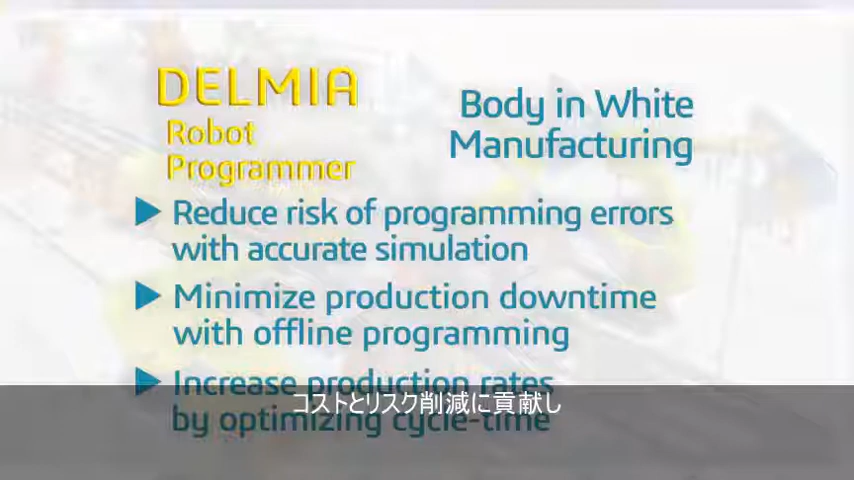 DELMIA
Robot
Programmer
Body in White
Manufacturing
▶ Reduce risk of programming errors
with accurate simulation
▶ Minimize production downtime
with offline programming
▶ Increase production rates
by optimizing cycle-time
コストとリスク削減に貢献し